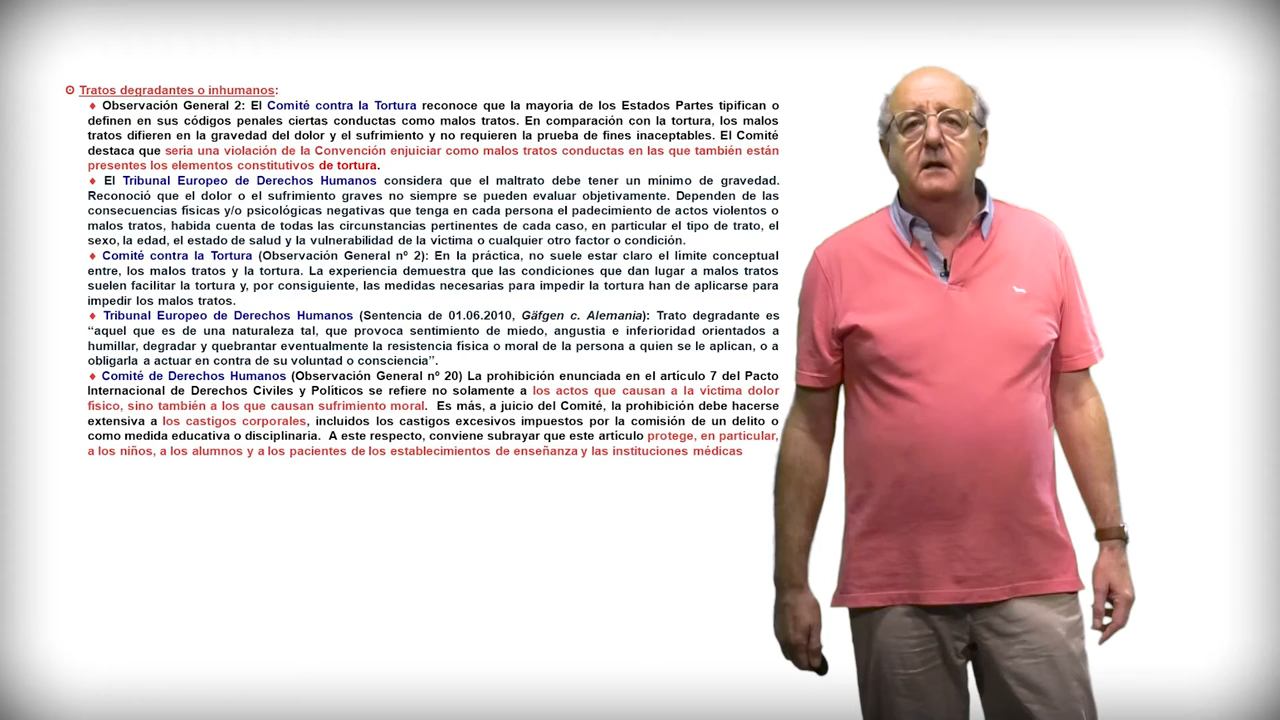 Tratos degradantes o inhumanos:
♦ Observación General 2: El Comité contra la Tortura reconoce que la mayoría de los Estados Partes tipifican o
definen en sus códigos penales ciertas conductas como malos tratos. En comparación con la tortura, los malos
tratos difieren en la gravedad del dolor y el sufrimiento y no requieren la prueba de fines inaceptables. El Comité
destaca que sería una violación de la Convención enjuiciar como malos tratos conductas en las que también están
presentes los elementos constitutivos de tortura.
♦ El Tribunal Europeo de Derechos Humanos considera que el maltrato debe tener un mínimo de gravedad.
Reconoció que el dolor o el sufrimiento graves no siempre se pueden evaluar objetivamente. Dependen de las
consecuencias físicas y/o psicológicas negativas que tenga en cada persona el padecimiento de actos violentos o
malos tratos, habida cuenta de todas las circunstancias pertinentes de cada caso, en particular el tipo de trato, el
sexo, la edad, el estado de salud y la vulnerabilidad de la víctima o cualquier otro factor o condición.
♦ Comité contra la Tortura (Observación General nº 2): En la práctica, no suele estar claro el límite conceptual
entre, los malos tratos y la tortura. La experiencia demuestra que las condiciones que dan lugar a malos tratos
suelen facilitar la tortura y, por consiguiente, las medidas necesarias para impedir la tortura han de aplicarse para
impedir los malos tratos.
♦ Tribunal Europeo de Derechos Humanos (Sentencia de 01.06.2010, Gäfgen c. Alemania): Trato degradante es
“aquel que es de una naturaleza tal, que provoca sentimiento de miedo, angustia e inferioridad orientados a
humillar, degradar y quebrantar eventualmente la resistencia física o moral de la persona a quien se le aplican, o a
obligarla a actuar en contra de su voluntad o consciencia”.
♦ Comité de Derechos Humanos (Observación General nº 20) La prohibición enunciada en el artículo 7 del Pacto
Internacional de Derechos Civiles y Políticos se refiere no solamente a los actos que causan a la víctima dolor
físico, sino también a los que causan sufrimiento moral. Es más, a juicio del Comité, la prohibición debe hacerse
extensiva a los castigos corporales, incluidos los castigos excesivos impuestos por la comisión de un delito o
como medida educativa o disciplinaria. A este respecto, conviene subrayar que este artículo protege, en particular,
a los niños, a los alumnos y a los pacientes de los establecimientos de enseñanza y las instituciones médicas